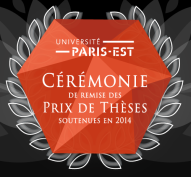 UNIVERSITÉ
PARIS-EST
CÉRÉMONIE
DE REMISE DES
PRIX DE THÈSES
SOUTENUES EN 2014